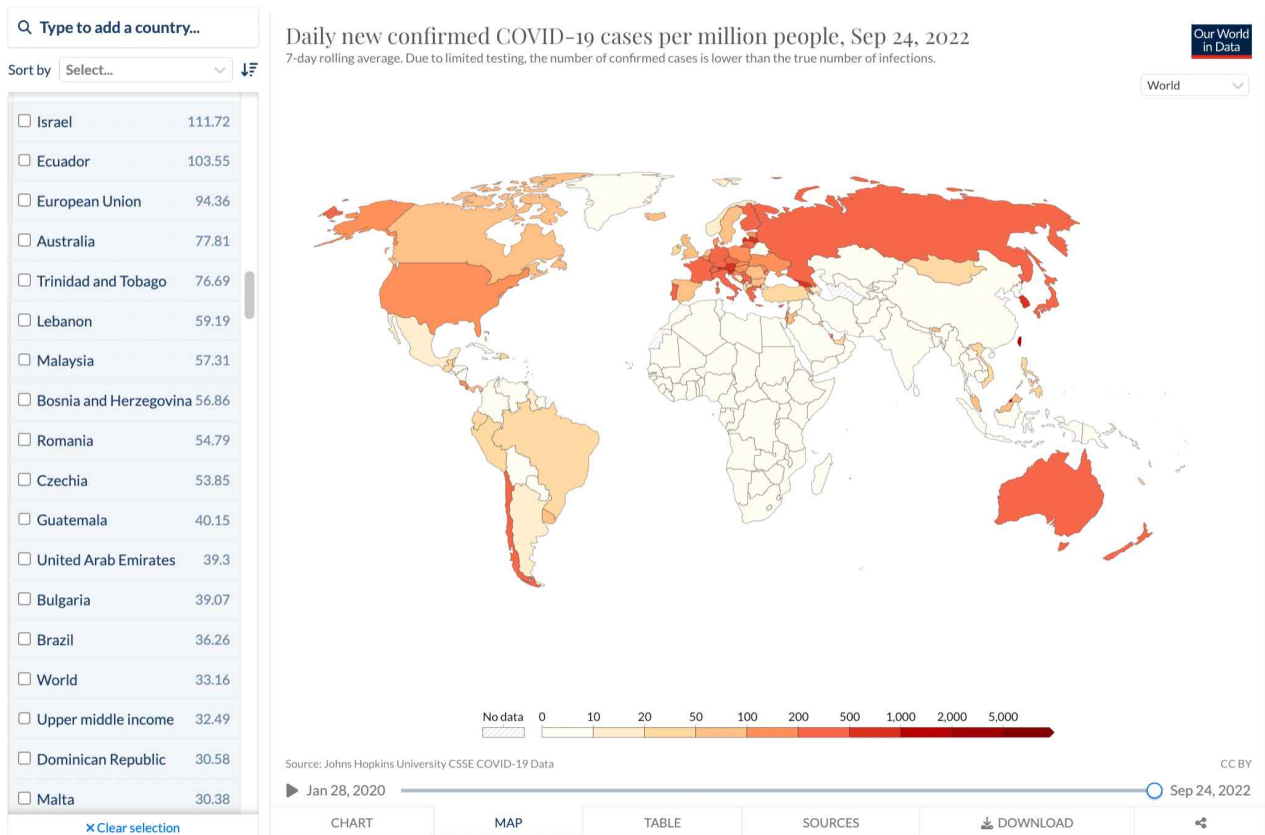 Type to add a country...
Sort by Select...
Israel 111.72
Ecuador 103.55
European Union 94.36
Australia 77.81
Trinidad and Tobago 76.69
Lebanon 59.19
Malaysia 57.31
Bosnia and Herzegovina 56.86
Romania 54.79
Czechia 53.85
Guatemala 40.15
United Arab Emirates 39.3
Bulgaria 39.07
Brazil 36.26
World 33.16
Upper middle income 32.49
Dominican Republic 30.58
Malta 30.38
× Clear selection
Daily new confirmed COVID-19 cases per million people, Sep 24, 2022
7-day rolling average. Due to limited testing, the number of confirmed cases is lower than the true number of infections.
Our World
in Data
World
No data 0 10 20 50 100 200 500 1,000 2,000 5,000
Source: Johns Hopkins University CSSE COVID-19 Data CC BY
Jan 28, 2020 Sep 24, 2022
CHART MAP TABLE SOURCES DOWNLOAD